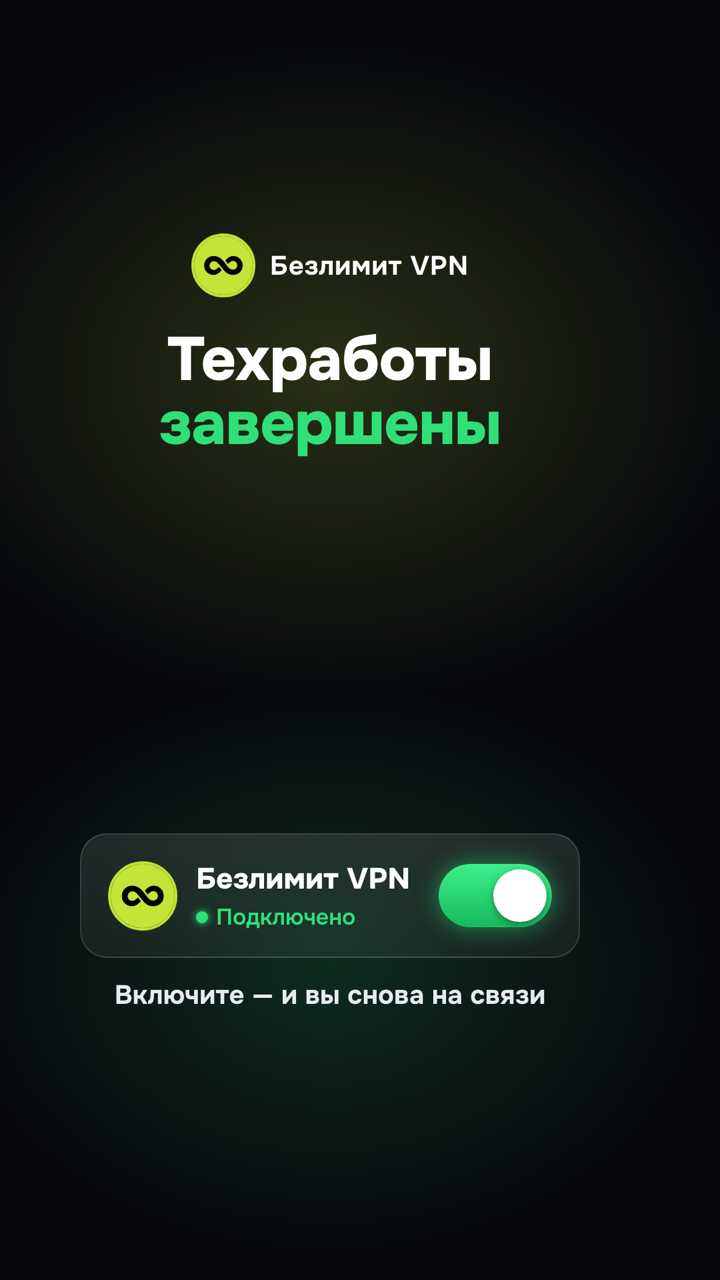 Безлимит VPN
Техработы
завершены
Безлимит VPN
Подключено
Включите — и вы снова на связи